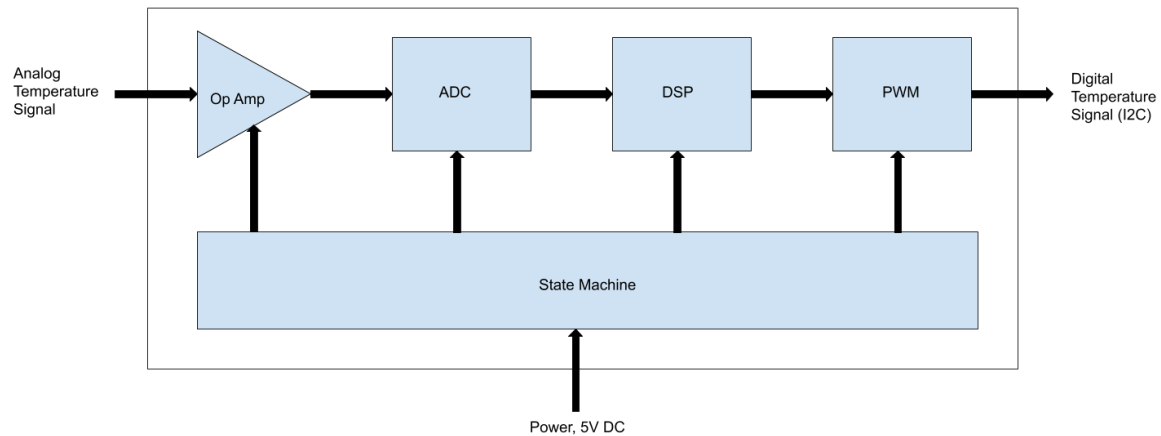 Analog
Temperature
Signal
Op Amp
ADC
DSP
PWM
Digital
Temperature
Signal (I2C)
State Machine
Power, 5V DC